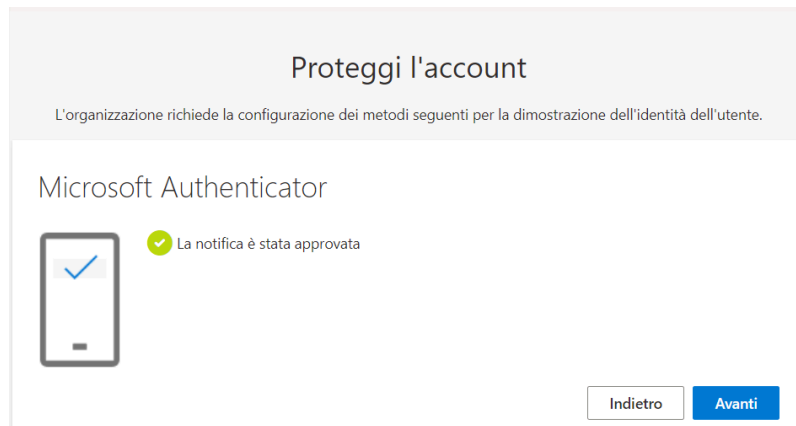 Proteggi l'account
L'organizzazione richiede la configurazione dei metodi seguenti per la dimostrazione dell'identità dell'utente.
Microsoft Authenticator
La notifica è stata approvata
Indietro
Avanti